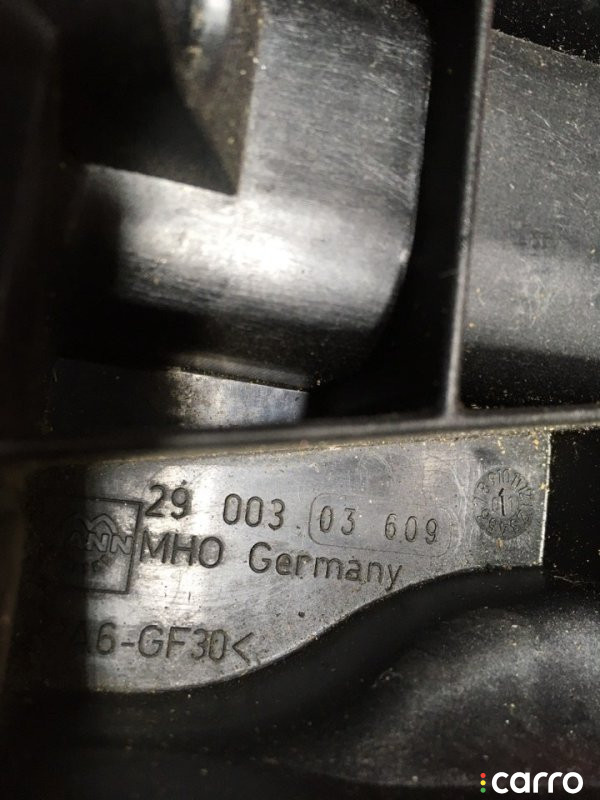 29 003 03 609
MHO Germany
A6-GF30<
carro